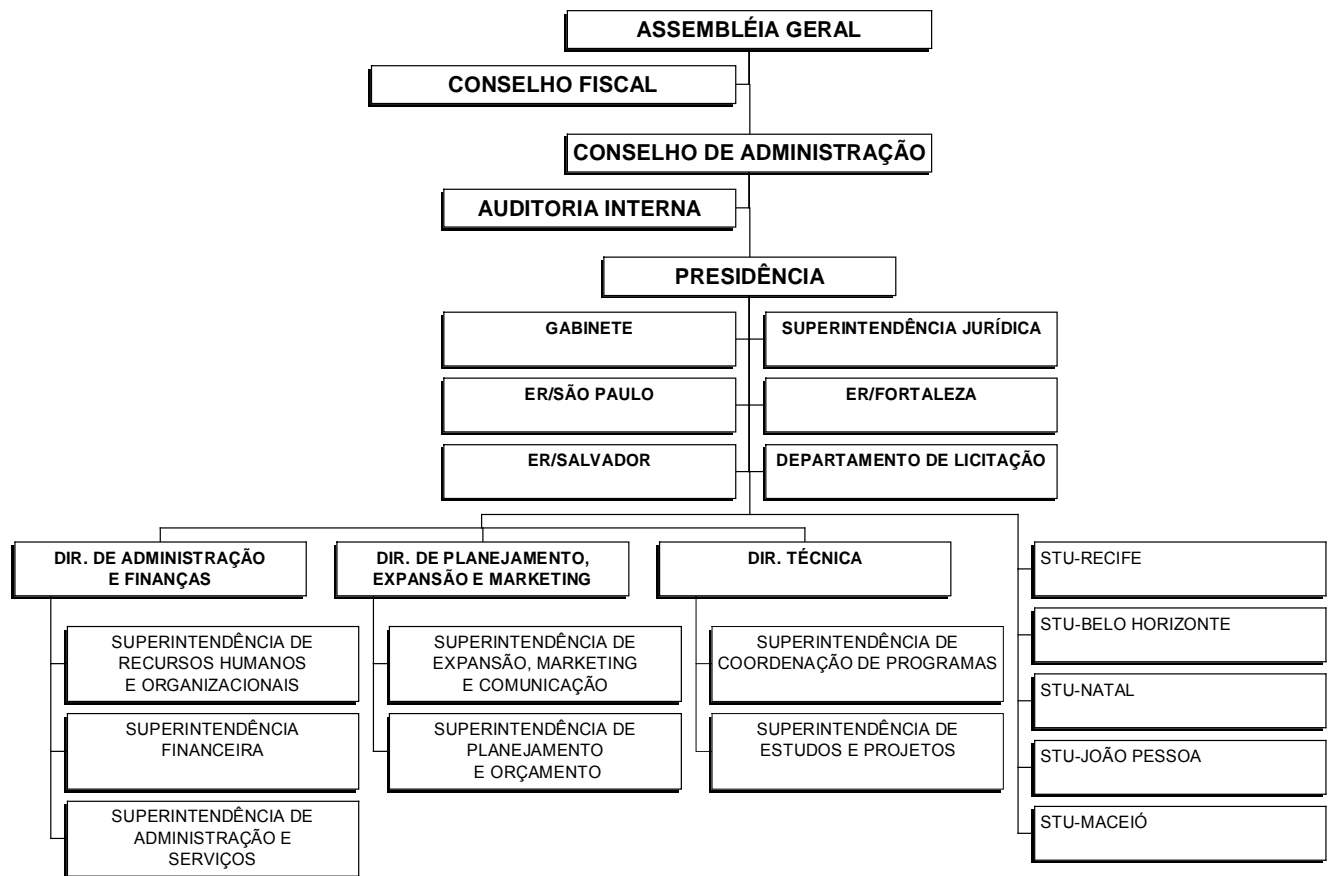 ASSEMBLÉIA GERAL
CONSELHO FISCAL
CONSELHO DE ADMINISTRAÇÃO
AUDITORIA INTERNA
PRESIDÊNCIA
GABINETE
SUPERINTENDÊNCIA JURÍDICA
ER/SÃO PAULO
ER/FORTALEZA
ER/SALVADOR
DEPARTAMENTO DE LICITAÇÃO
DIR. DE ADMINISTRAÇÃO
E FINANÇAS
SUPERINTENDÊNCIA DE
RECURSOS HUMANOS
E ORGANIZACIONAIS
SUPERINTENDÊNCIA
FINANCEIRA
SUPERINTENDÊNCIA DE
ADMINISTRAÇÃO E
SERVIÇOS
DIR. DE PLANEJAMENTO,
EXPANSÃO E MARKETING
SUPERINTENDÊNCIA DE
EXPANSÃO, MARKETING
E COMUNICAÇÃO
SUPERINTENDÊNCIA DE
PLANEJAMENTO
E ORÇAMENTO
DIR. TÉCNICA
SUPERINTENDÊNCIA DE
COORDENAÇÃO DE PROGRAMAS
SUPERINTENDÊNCIA DE
ESTUDOS E PROJETOS
STU-RECIFE
STU-BELO HORIZONTE
STU-NATAL
STU-JOÃO PESSOA
STU-MACEIÓ